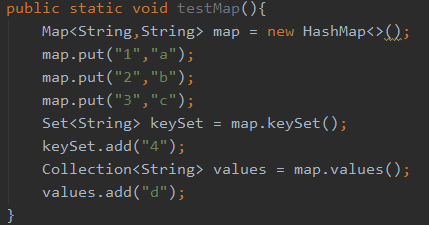 public static void testMap(){
    Map<String,String> map = new HashMap<>();
    map.put("1","a");
    map.put("2","b");
    map.put("3","c");
    Set<String> keySet = map.keySet();
    keySet.add("4");
    Collection<String> values = map.values();
    values.add("d");
}